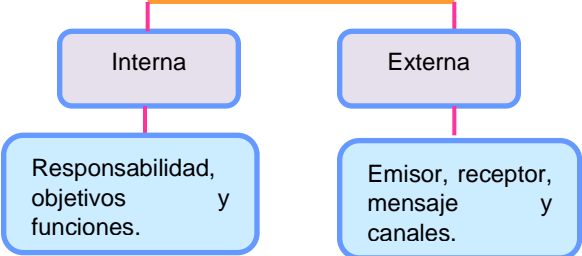 Interna
Externa
Responsabilidad,
objetivos y
funciones.
Emisor, receptor,
mensaje y
canales.